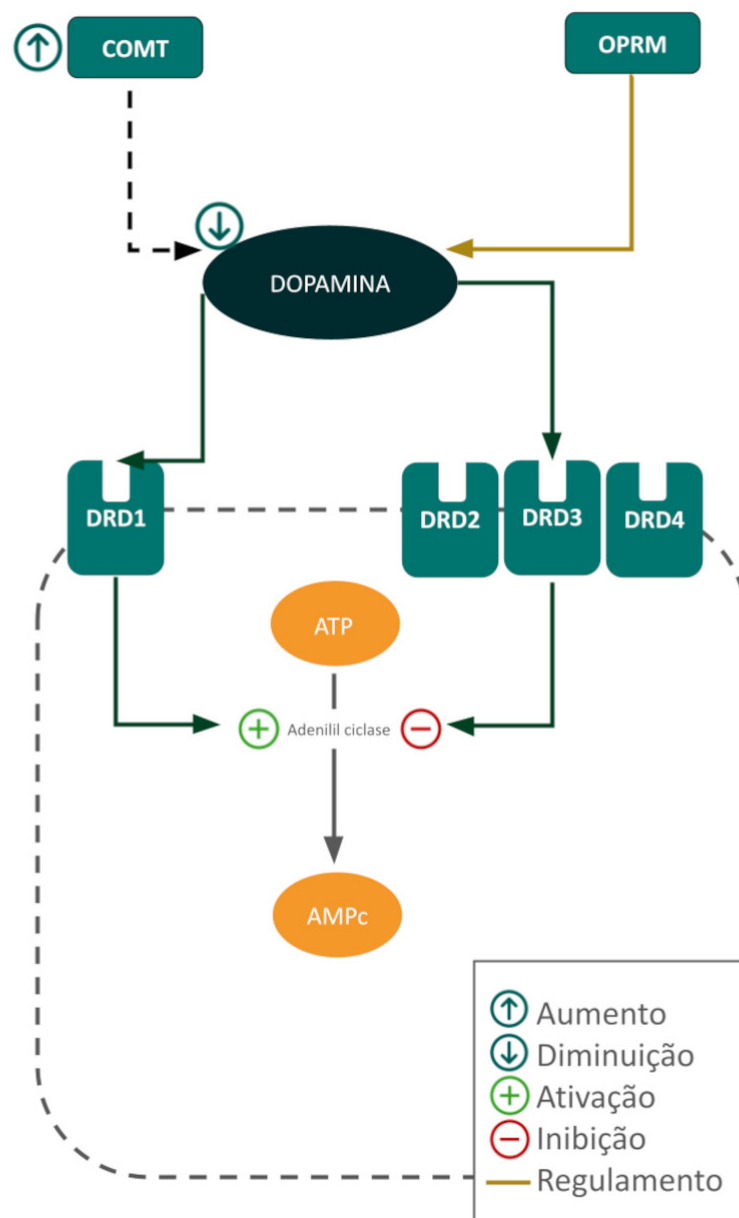 COMT
OPRM
DOPAMINA
DRD1
DRD2
DRD3
DRD4
ATP
Adenilil ciclase
AMPc
Aumento
Diminuição
Ativação
Inibição
Regulamento